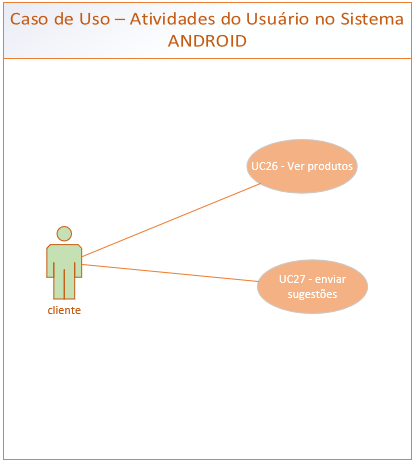 Caso de Uso – Atividades do Usuário no Sistema
ANDROID
UC26 - Ver produtos
UC27 - enviar
sugestões
cliente